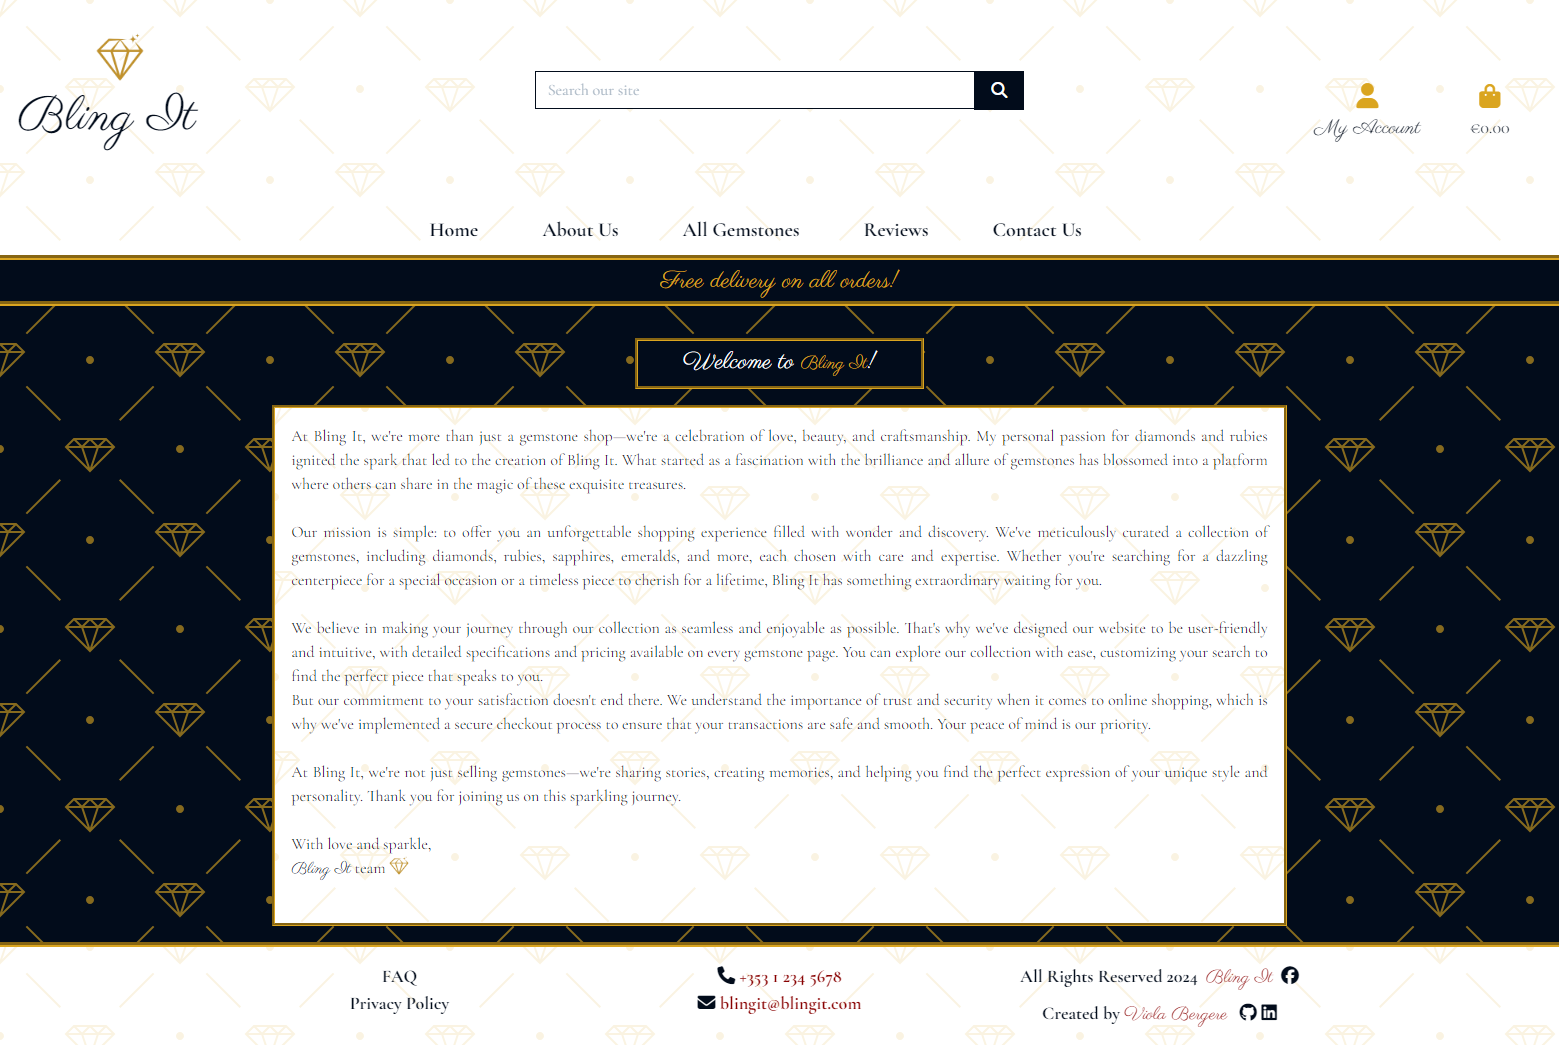 Bling It
Search our site
My Account
€0.00
Home
About Us
All Gemstones
Reviews
Contact Us
Free delivery on all orders!
Welcome to Bling It!
At Bling It, we're more than just a gemstone shop—we're a celebration of love, beauty, and craftsmanship. My personal passion for diamonds and rubies
ignited the spark that led to the creation of Bling It. What started as a fascination with the brilliance and allure of gemstones has blossomed into a platform
where others can share in the magic of these exquisite treasures.
Our mission is simple: to offer you an unforgettable shopping experience filled with wonder and discovery. We've meticulously curated a collection of
gemstones, including diamonds, rubies, sapphires, emeralds, and more, each chosen with care and expertise. Whether you're searching for a dazzling
centerpiece for a special occasion or a timeless piece to cherish for a lifetime, Bling It has something extraordinary waiting for you.
We believe in making your journey through our collection as seamless and enjoyable as possible. That's why we've designed our website to be user-friendly
and intuitive, with detailed specifications and pricing available on every gemstone page. You can explore our collection with ease, customizing your search to
find the perfect piece that speaks to you.
But our commitment to your satisfaction doesn't end there. We understand the importance of trust and security when it comes to online shopping, which is
why we've implemented a secure checkout process to ensure that your transactions are safe and smooth. Your peace of mind is our priority.
At Bling It, we're not just selling gemstones—we're sharing stories, creating memories, and helping you find the perfect expression of your unique style and
personality. Thank you for joining us on this sparkling journey.
With love and sparkle,
Bling It team
FAQ
Privacy Policy
+353 1 234 5678
blingit@blingit.com
All Rights Reserved 2024 Bling It
Created by Viola Bergere